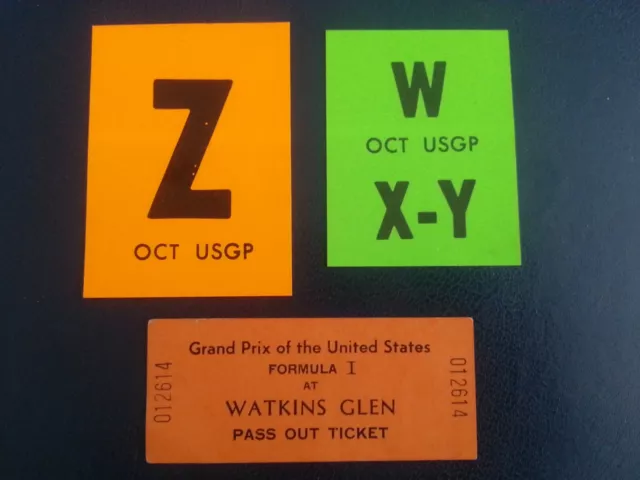 Z
OCT USGP
W
OCT USGP
X-Y
Grand Prix of the United States
FORMULA I
AT
WATKINS GLEN
PASS OUT TICKET
012614
012614